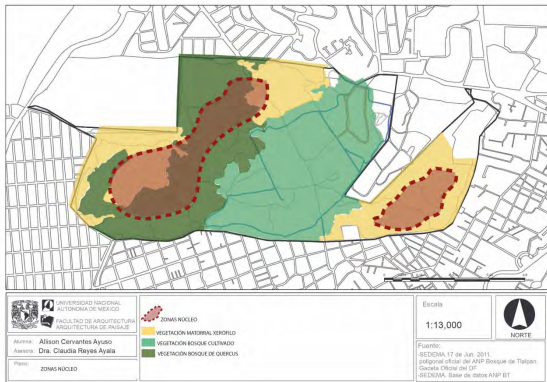 UNIVERSIDAD NACIONAL
AUTÓNOMA DE MÉXICO
FACULTAD DE ARQUITECTURA
ARQUITECTURA DE PAISAJE
Alumna: Allison Cervantes Ayuso
Asesora: Dra. Claudia Reyes Ayala
Plano: ZONAS NÚCLEO
ZONAS NÚCLEO
VEGETACIÓN MATORRAL XERÓFILO
VEGETACIÓN BOSQUE CULTIVADO
VEGETACIÓN BOSQUE DE QUERCUS
Escala
1:13,000
NORTE
Fuente:
-SEDEMA,17 de Jun. 2011.
poligonal oficial del ANP Bosque de Tlalpan.
Gaceta Oficial del DF
-SEDEMA. Base de datos ANP BT